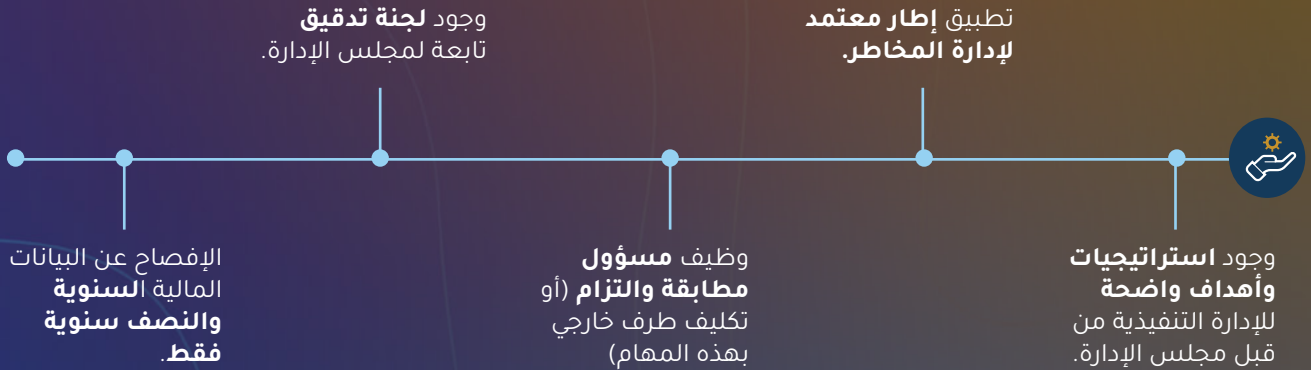 وجود استراتيجيات
وأهداف واضحة
للإدارة التنفيذية من
قبل مجلس الإدارة.
تطبيق إطار معتمد
لإدارة المخاطر.
وظيف مسؤول
مطابقة والتزام (أو
تكليف طرف خارجي
بهذه المهام)
وجود لجنة تدقيق
تابعة لمجلس الإدارة.
الإفصاح عن البيانات
المالية السنوية
والنصف سنوية
فقط.